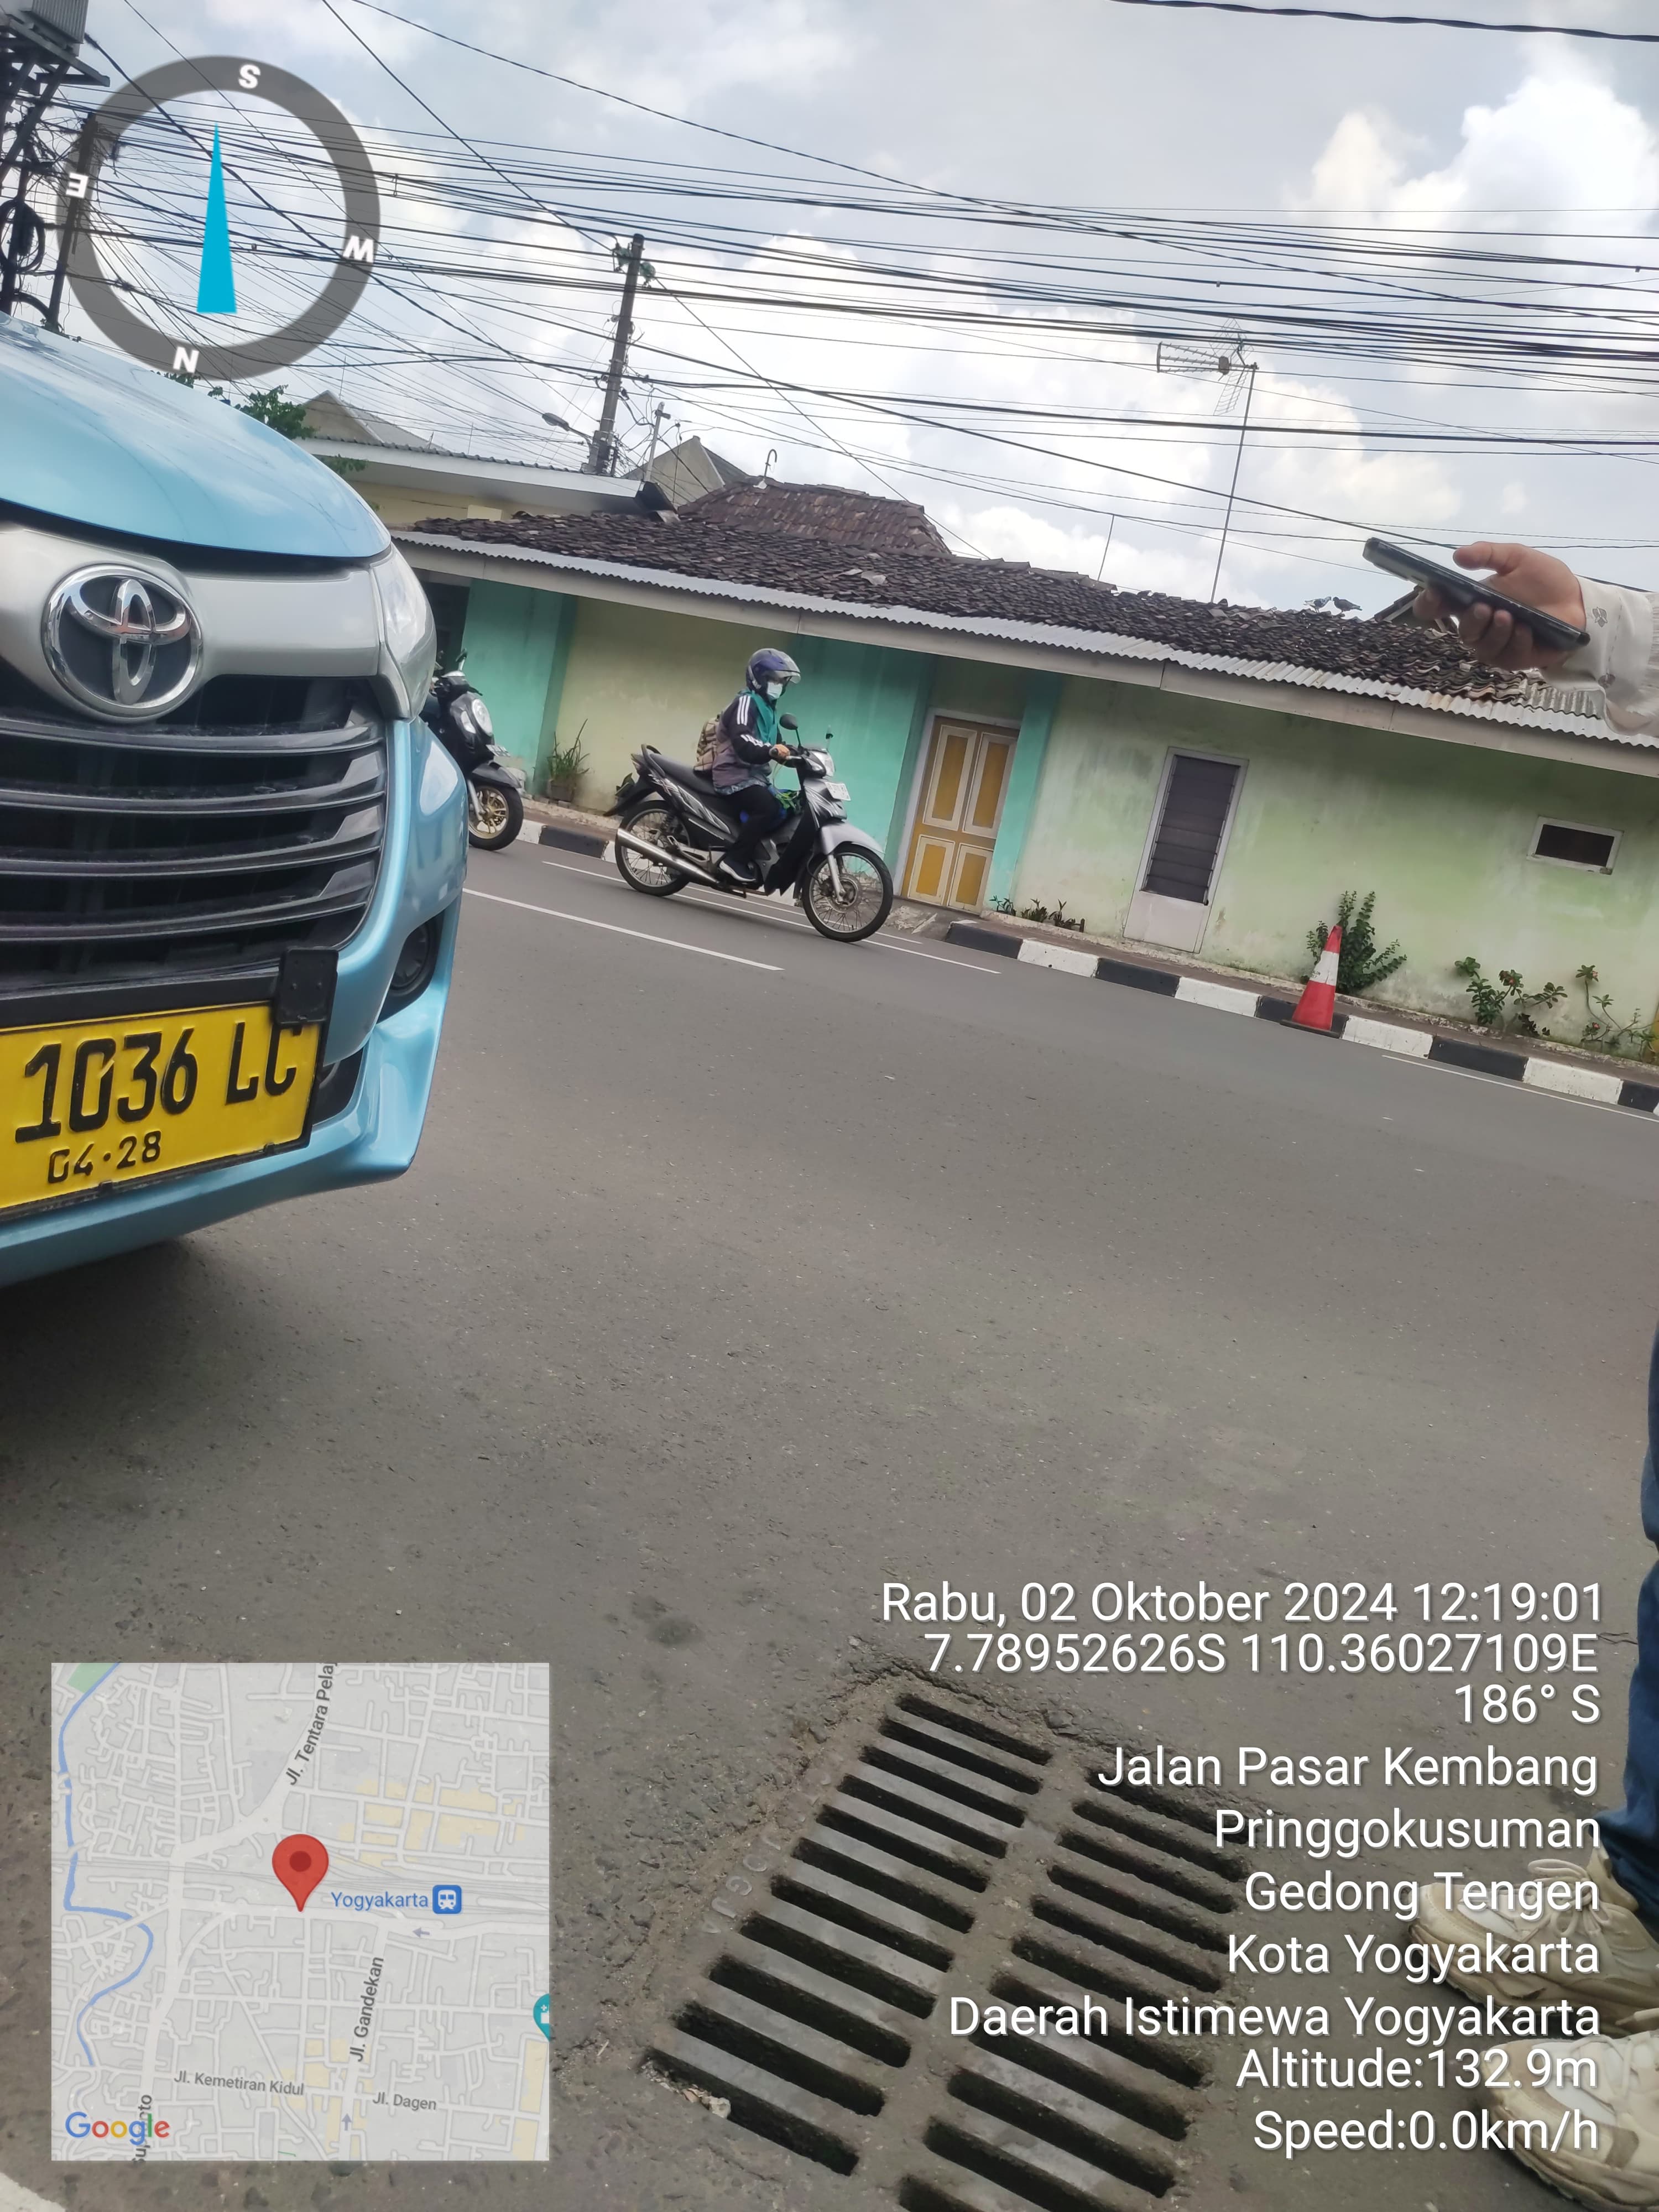 S
E
W
N
1036 LC
04·28
Rabu, 02 Oktober 2024 12:19:01
7.78952626S 110.36027109E
186° S
Jalan Pasar Kembang
Pringgokusuman
Gedong Tengen
Kota Yogyakarta
Daerah Istimewa Yogyakarta
Altitude:132.9m
Speed:0.0km/h
Jl. Tentara Pelaj
Yogyakarta
Jl. Gandekan
Jl. Kemetiran Kidul
Jl. Dagen
Google